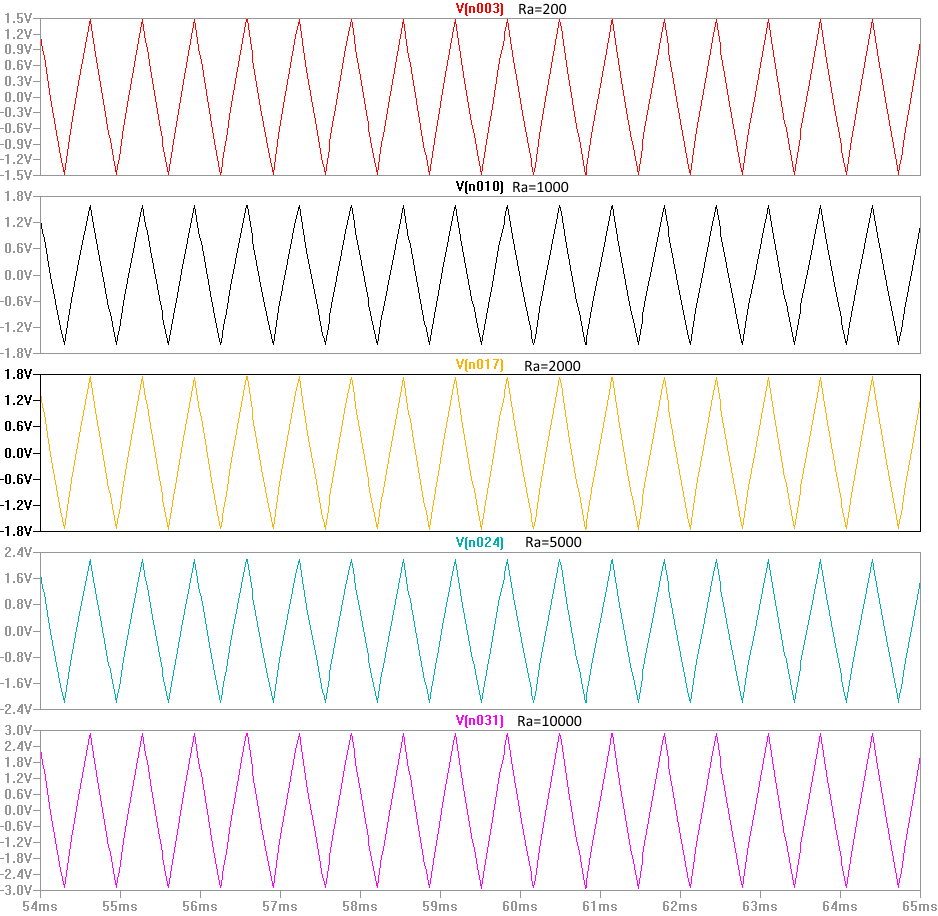 V(n003) Ra=200
1.5V
1.2V
0.9V
0.6V
0.3V
0.0V
-0.3V
-0.6V
-0.9V
-1.2V
-1.5V
V(n010) Ra=1000
1.8V
1.2V
0.6V
0.0V
-0.6V
-1.2V
-1.8V
V(n017) Ra=2000
1.8V
1.2V
0.6V
0.0V
-0.6V
-1.2V
-1.8V
V(n024) Ra=5000
2.4V
1.6V
0.8V
0.0V
-0.8V
-1.6V
-2.4V
V(n031) Ra=10000
3.0V
2.4V
1.8V
1.2V
0.6V
0.0V
-0.6V
-1.2V
-1.8V
-2.4V
-3.0V
54ms 55ms 56ms 57ms 58ms 59ms 60ms 61ms 62ms 63ms 64ms 65ms